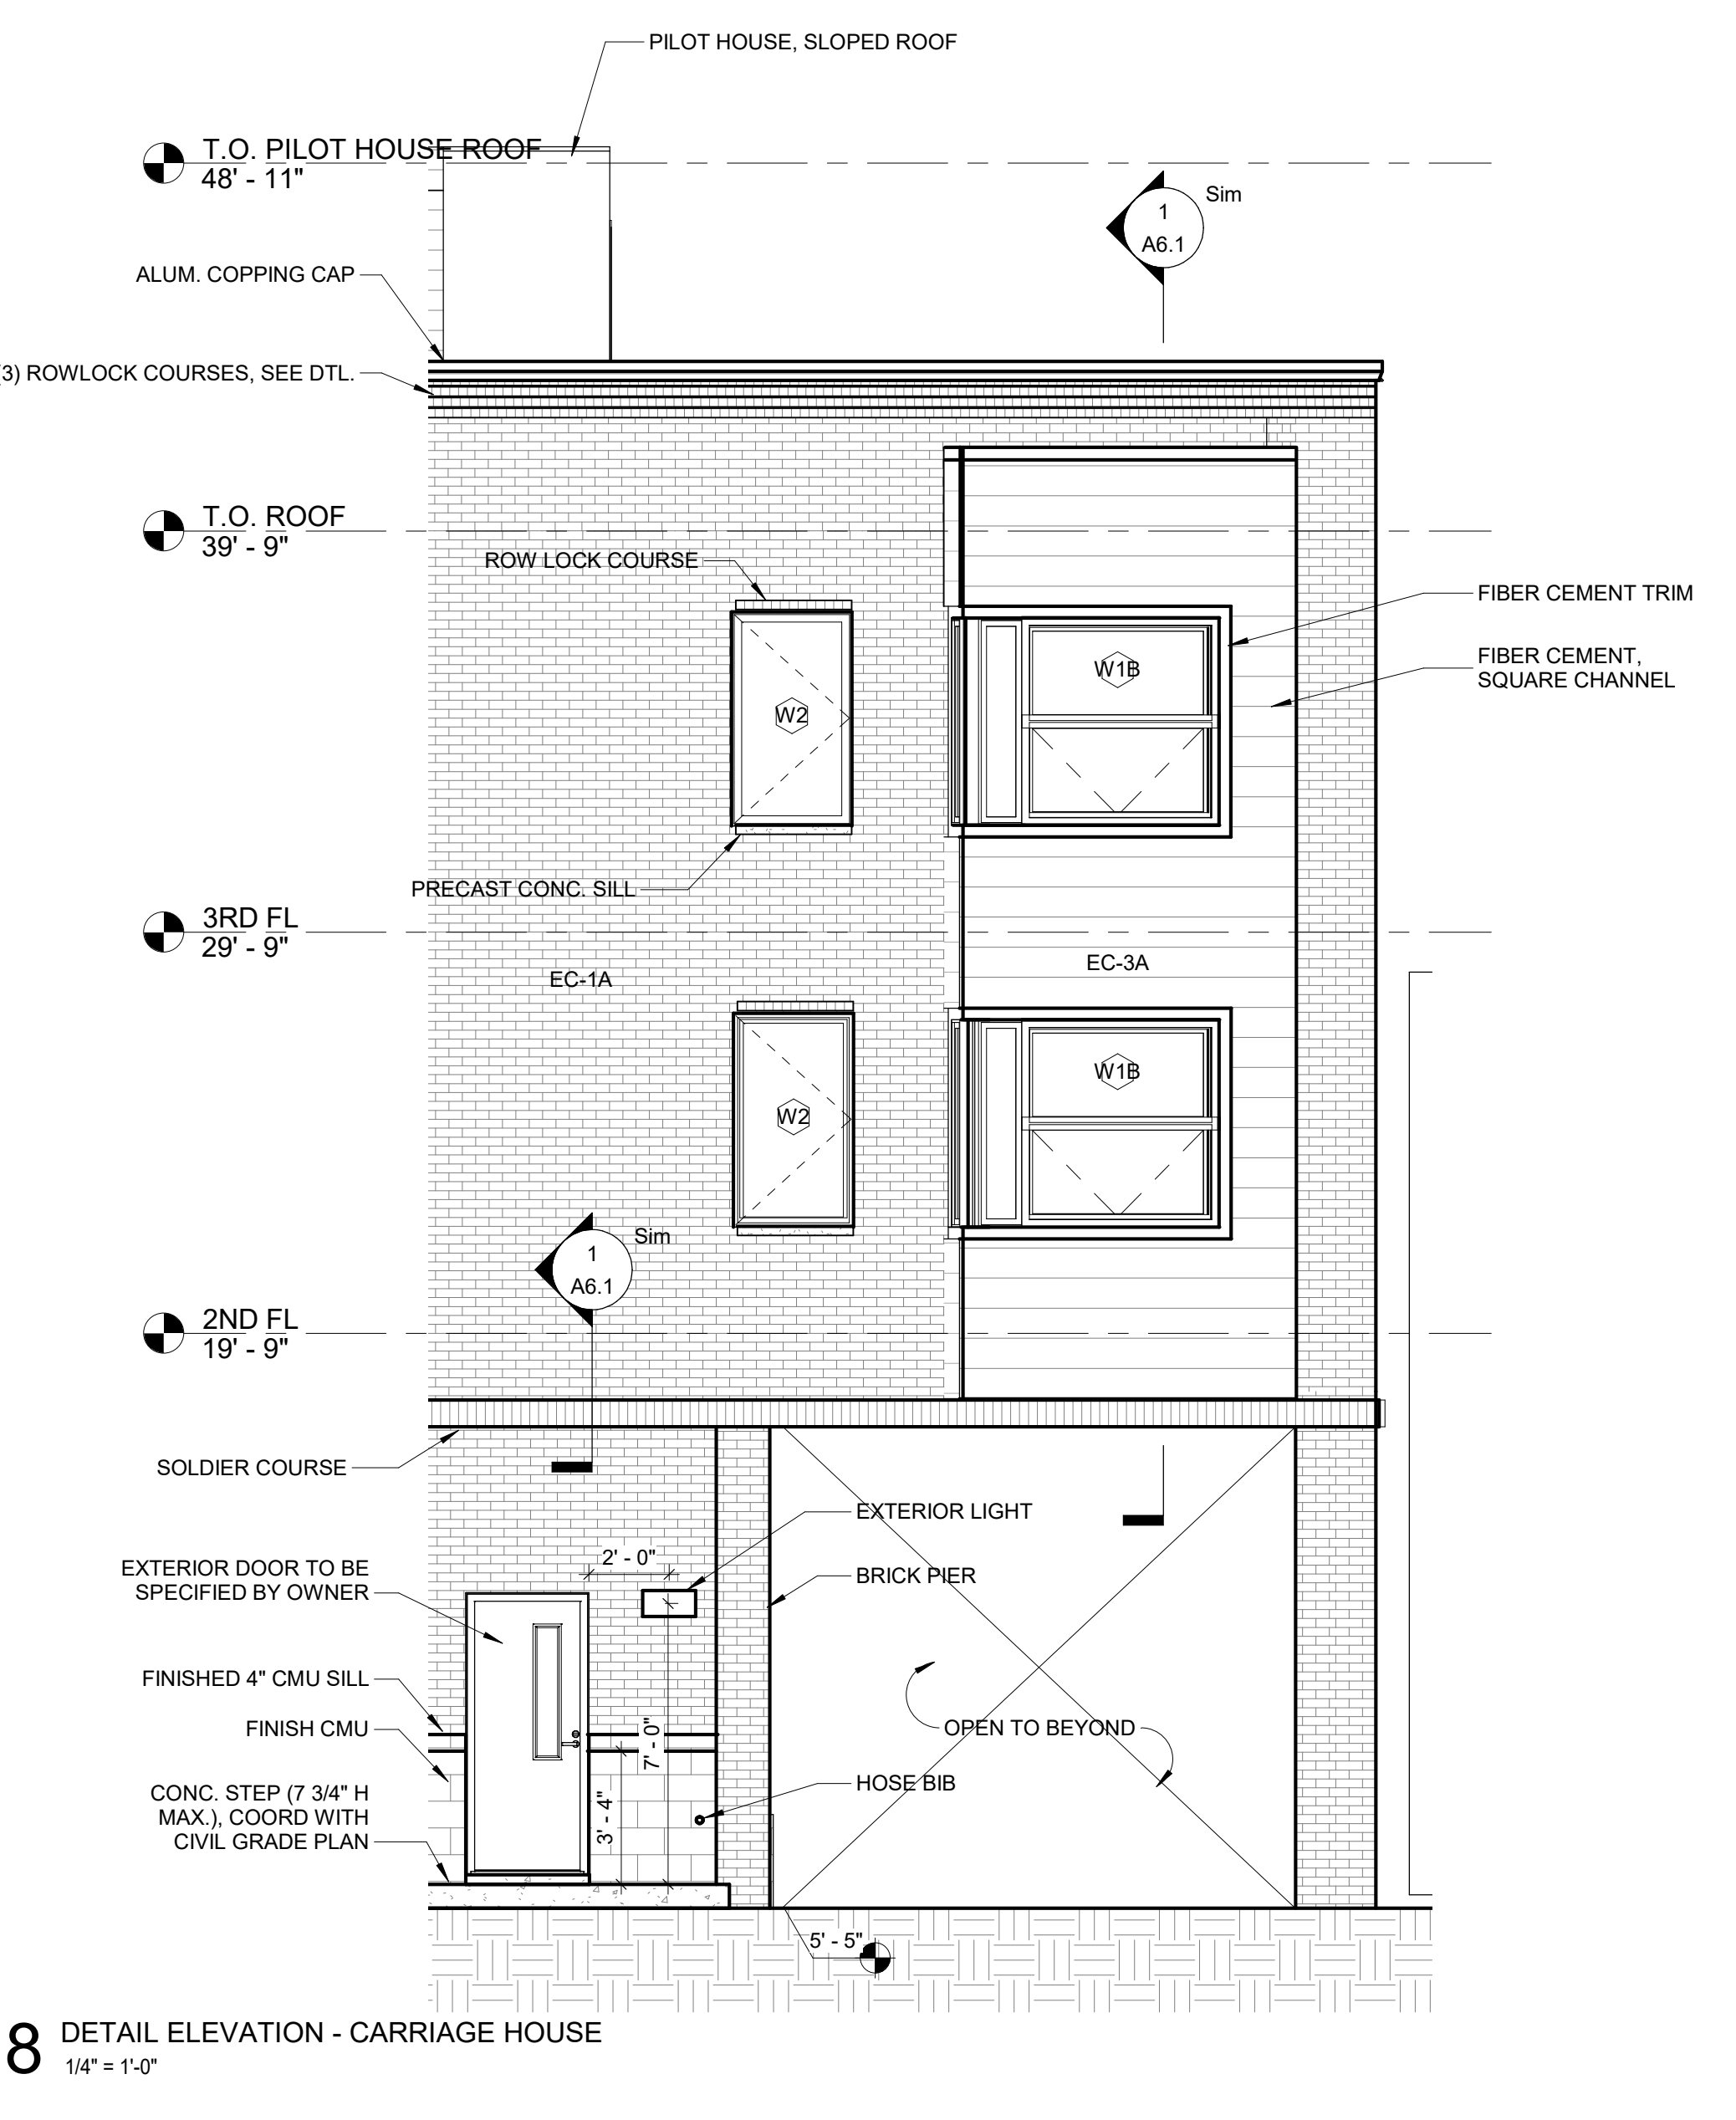 PILOT HOUSE, SLOPED ROOF
T.O. PILOT HOUSE ROOF
48' - 11"
Sim
1
A6.1
ALUM. COPPING CAP
3) ROWLOCK COURSES, SEE DTL.
T.O. ROOF
39' - 9"
ROW LOCK COURSE
FIBER CEMENT TRIM
FIBER CEMENT,
SQUARE CHANNEL
W1B
W2
PRECAST CONC. SILL
3RD FL
29' - 9"
EC-3A
EC-1A
W1B
W2
Sim
1
A6.1
2ND FL
19' - 9"
SOLDIER COURSE
EXTERIOR LIGHT
2' - 0"
EXTERIOR DOOR TO BE
SPECIFIED BY OWNER
BRICK PIER
FINISHED 4" CMU SILL
FINISH CMU
7' - 0"
OPEN TO BEYOND
HOSE BIB
CONC. STEP (7 3/4" H
MAX.), COORD WITH
CIVIL GRADE PLAN
3' - 4"
5' - 5"
8
DETAIL ELEVATION - CARRIAGE HOUSE
1/4" = 1'-0"